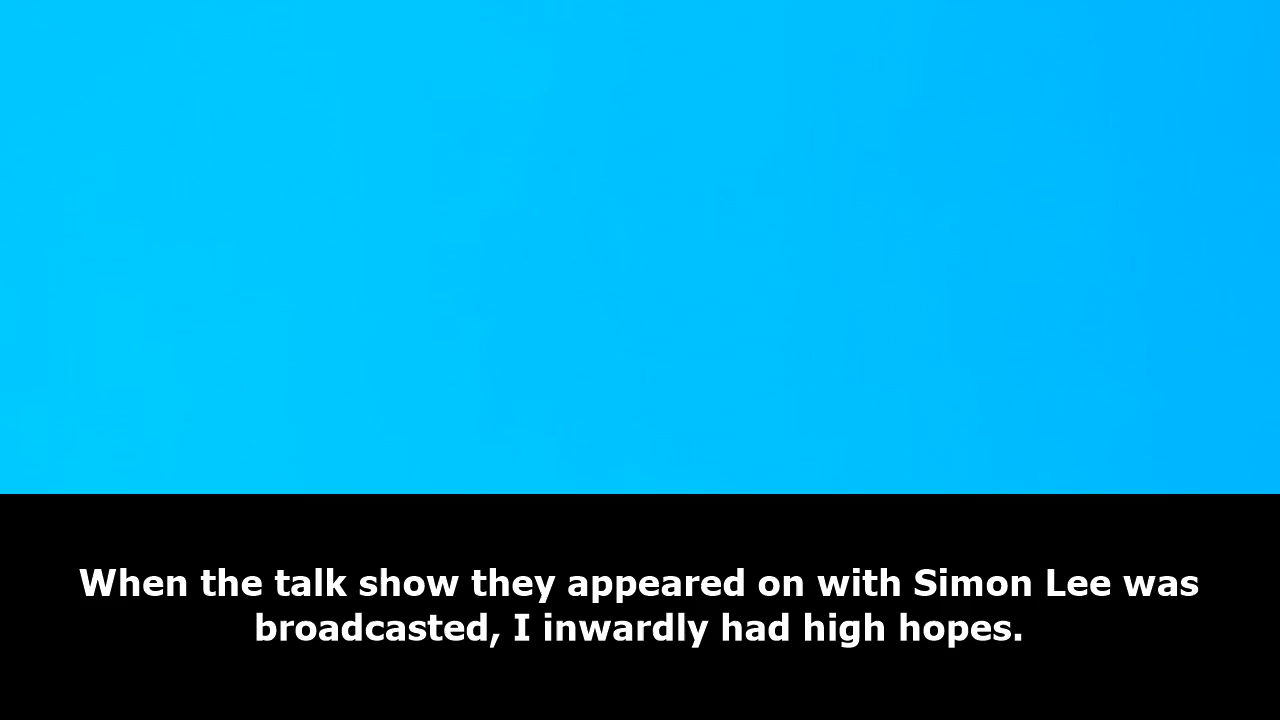 When the talk show they appeared on with Simon Lee was
broadcasted, I inwardly had high hopes.